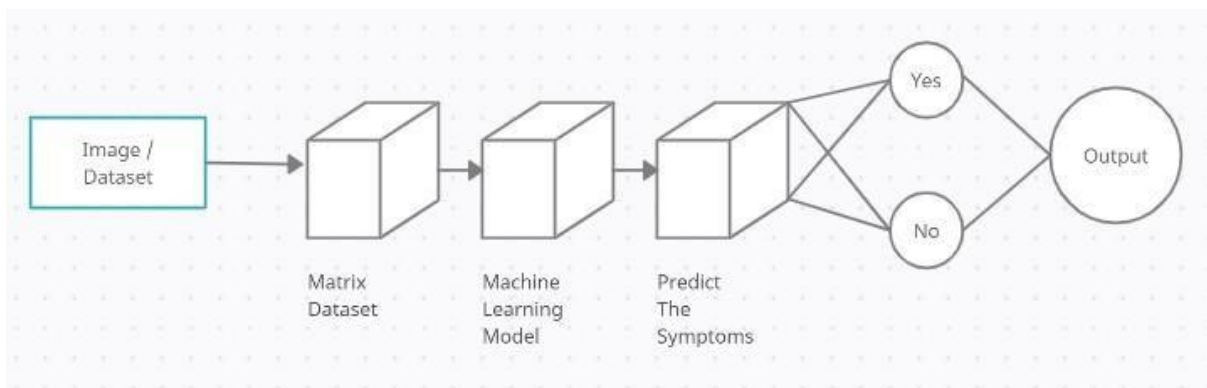 Image /
Dataset
Matrix
Dataset
Machine
Learning
Model
Predict
The
Symptoms
Yes
No
Output